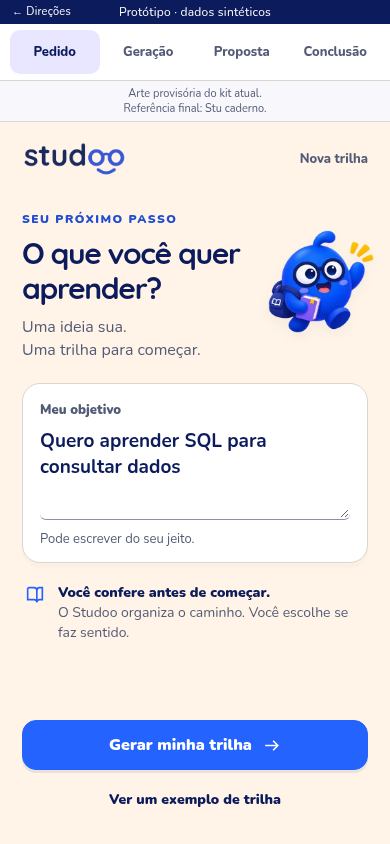 ← Direções
Protótipo · dados sintéticos
Pedido
Geração
Proposta
Conclusão
Arte provisória do kit atual.
Referência final: Stu caderno.
studoo
Nova trilha
SEU PRÓXIMO PASSO
O que você quer
aprender?
Uma ideia sua.
Uma trilha para começar.
Meu objetivo
Quero aprender SQL para
consultar dados
Pode escrever do seu jeito.
Você confere antes de começar.
O Studoo organiza o caminho. Você escolhe se
faz sentido.
Gerar minha trilha →
Ver um exemplo de trilha